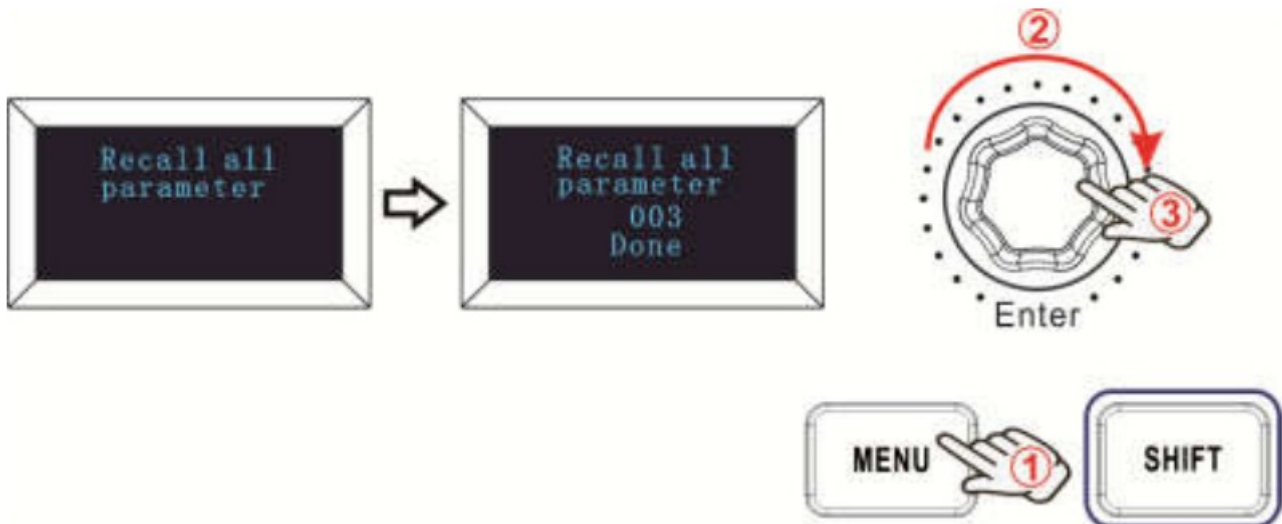 Recall all
parameter
Recall all
parameter
003
Done
②
③
Enter
MENU
①
SHIFT